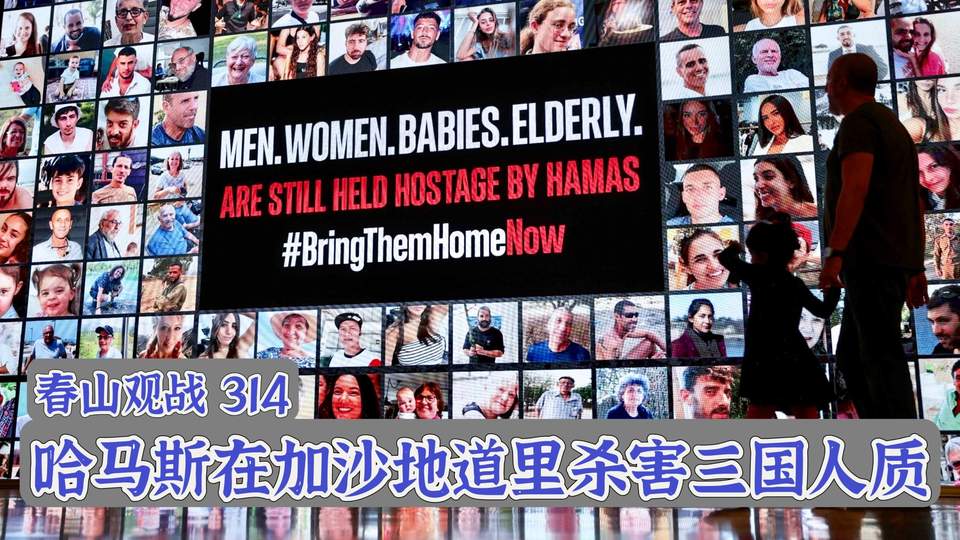 MEN. WOMEN. BABIES. ELDERLY.
ARE STILL HELD HOSTAGE BY HAMAS
#BringThemHomeNow
春山观战 314
哈马斯在加沙地道里杀害三国人质